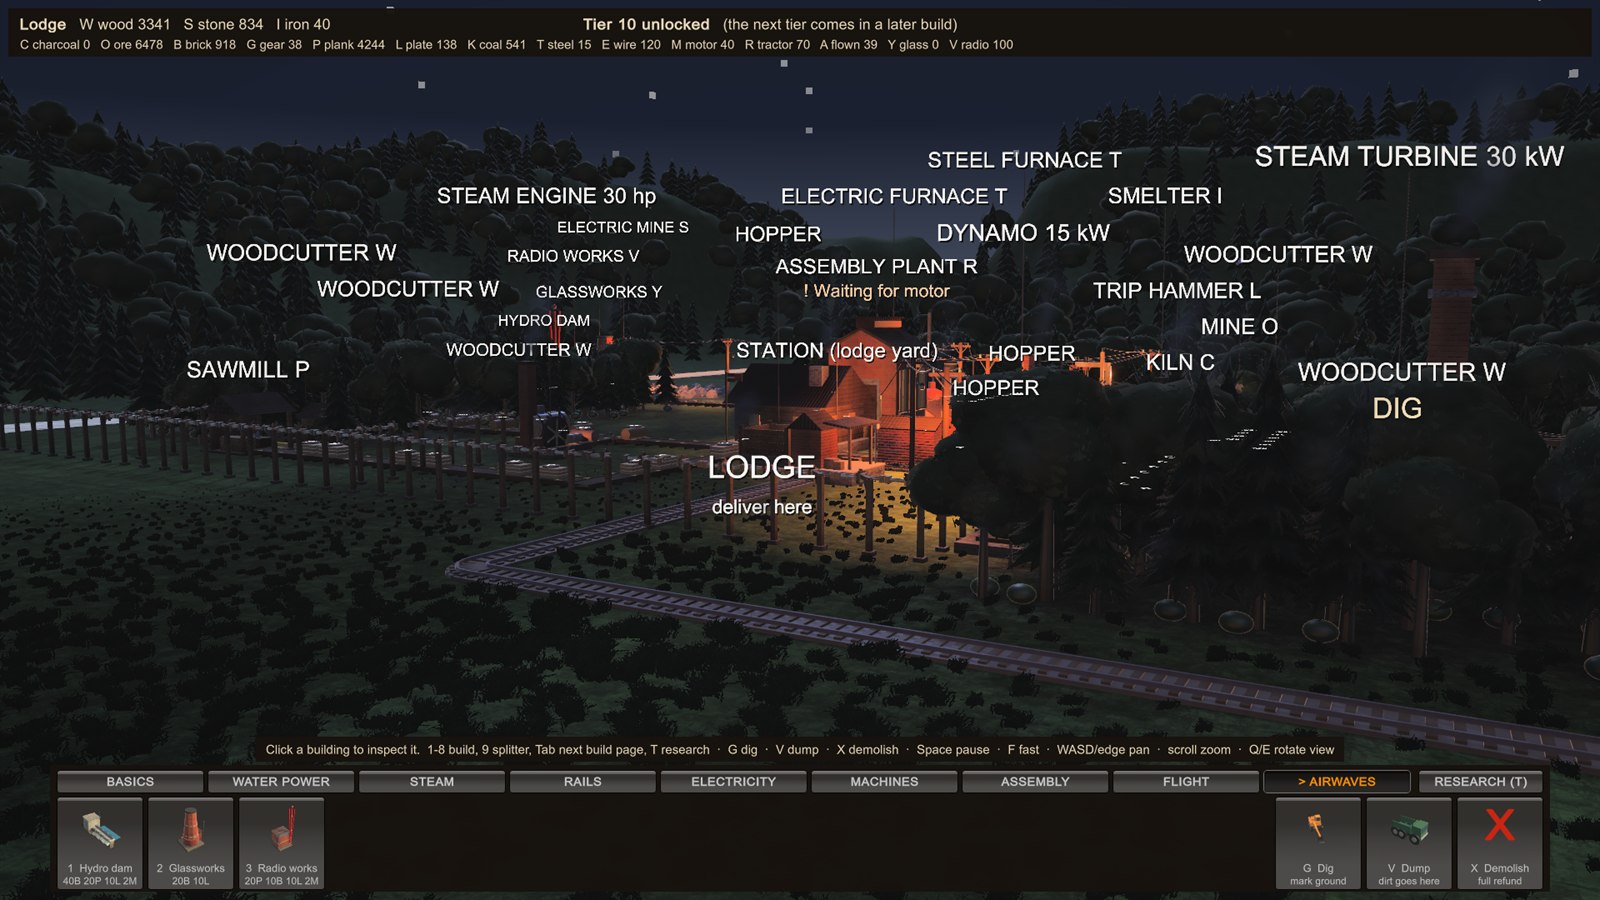 Lodge W wood 3341 S stone 834 I iron 40
Tier 10 unlocked (the next tier comes in a later build)
C charcoal 0 O ore 6478 B brick 918 G gear 38 P plank 4244 L plate 138 K coal 541 T steel 15 E wire 120 M motor 40 R tractor 70 A flown 39 Y glass 0 V radio 100
STEEL FURNACE T
STEAM TURBINE 30 kW
STEAM ENGINE 30 hp
ELECTRIC FURNACE T
SMELTER I
ELECTRIC MINE S
HOPPER
DYNAMO 15 kW
WOODCUTTER W
RADIO WORKS V
ASSEMBLY PLANT R
WOODCUTTER W
! Waiting for motor
WOODCUTTER W
GLASSWORKS Y
TRIP HAMMER L
HYDRO DAM
MINE O
WOODCUTTER W
STATION (lodge yard)
HOPPER
KILN C
SAWMILL P
HOPPER
WOODCUTTER W
DIG
LODGE
deliver here
Click a building to inspect it. 1-8 build, 9 splitter, Tab next build page, T research · G dig · V dump · X demolish · Space pause · F fast · WASD/edge pan · scroll zoom · Q/E rotate view
BASICS
WATER POWER
STEAM
RAILS
ELECTRICITY
MACHINES
ASSEMBLY
FLIGHT
> AIRWAVES
RESEARCH (T)
1 Hydro dam
40B 20P 10L 2M
2 Glassworks
20B 10L
3 Radio works
20P 10B 10L 2M
G Dig
mark ground
V Dump
dirt goes here
X Demolish
full refund